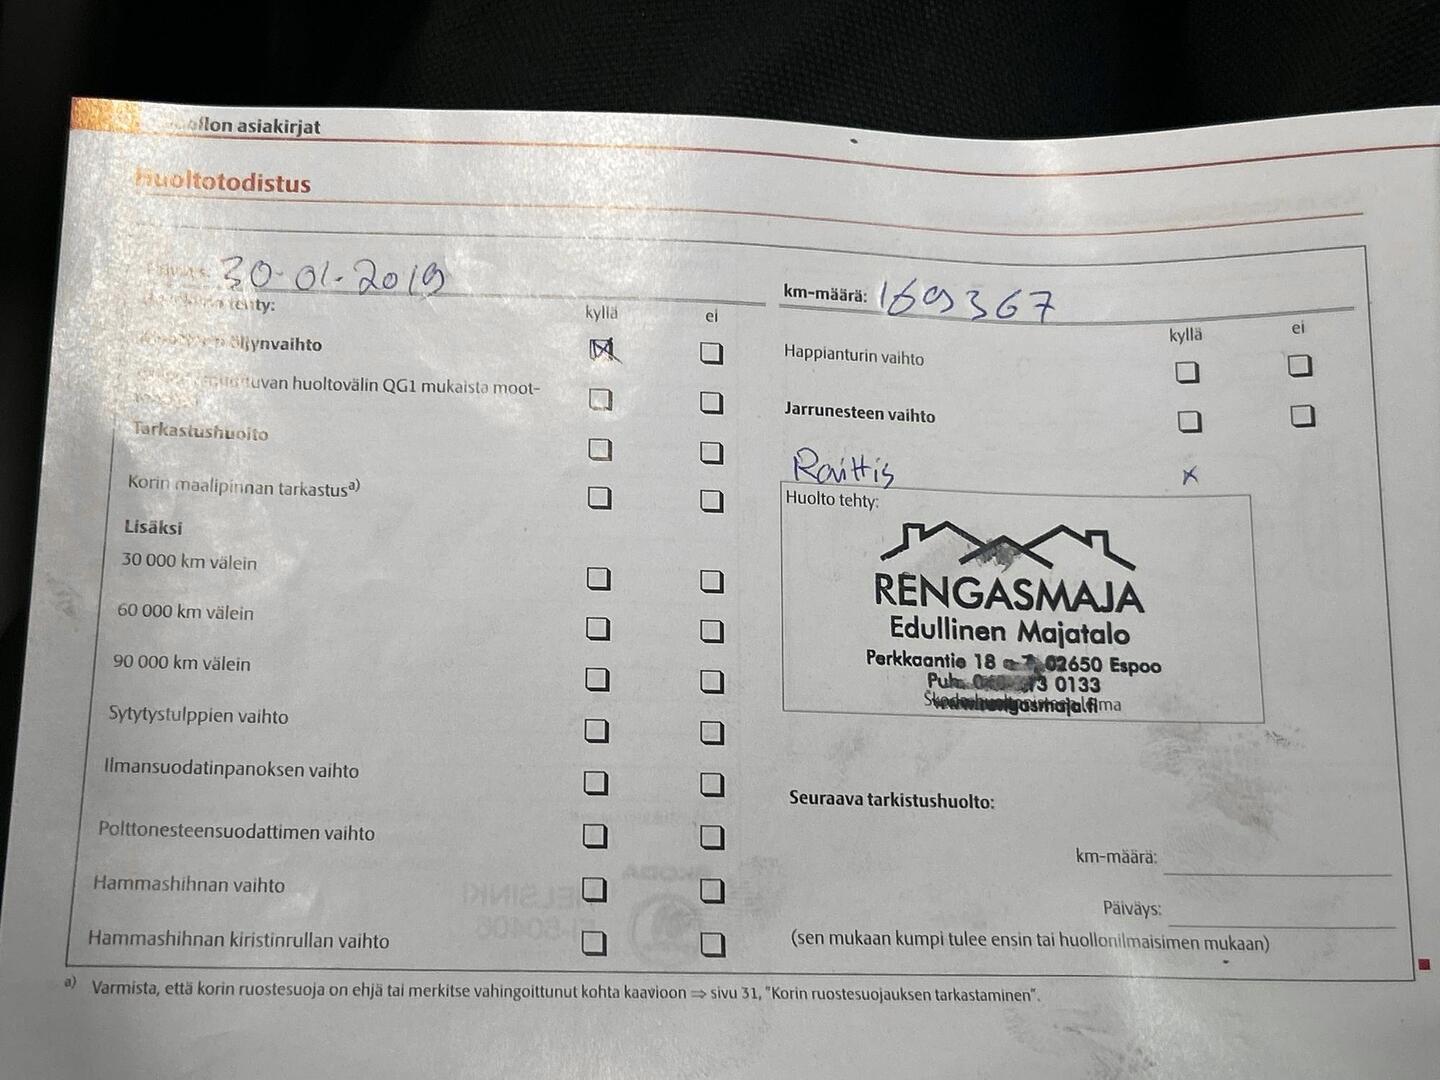 asiakirjat
Huoltotodistus
30-01-2019
kyllä ei
kyllä
tuvan huoltovälin QG1 mukaista moot-
Tarkastushuolto
Korin maalipinnan tarkastus a)
Lisäksi
30 000 km välein
60 000 km välein
90 000 km välein
Sytytystulppien vaihto
Ilmansuodatinpanoksen vaihto
Polttonesteensuodattimen vaihto
Hammashihnan vaihto
Hammashihnan kiristinrullan vaihto
km-määrä: 169367
kyllä ei
Happianturin vaihto
Jarrunesteen vaihto
Raittis x
Huolto tehty:
RENGASMAJA
Edullinen Majatalo
Perkkaantie 18 02650 Espoo
Puh. 0133
Seuraava tarkistushuolto:
km-määrä:
Päiväys:
(sen mukaan kumpi tulee ensin tai huollonilmaisimen mukaan)
a) Varmista, että korin ruostesuoja on ehjä tai merkitse vahingoittunut kohta kaavioon ⇒ sivu 31, "Korin ruostesuojauksen tarkastaminen".